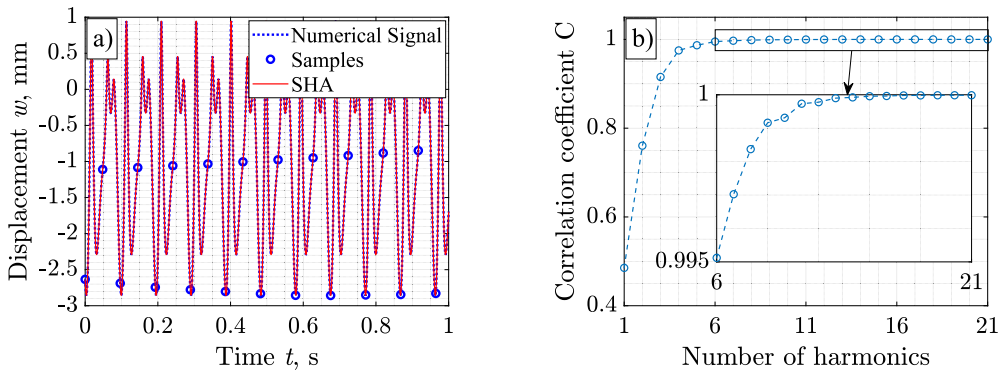 a)
Numerical Signal
Samples
SHA
1
0.5
0
-0.5
-1
-1.5
-2
-2.5
-3
Displacement w, mm
0 0.2 0.4 0.6 0.8 1
Time t, s
b)
1
0.8
0.6
0.4
Correlation coefficient C
1
0.995
6 21
1 6 11 16 21
Number of harmonics